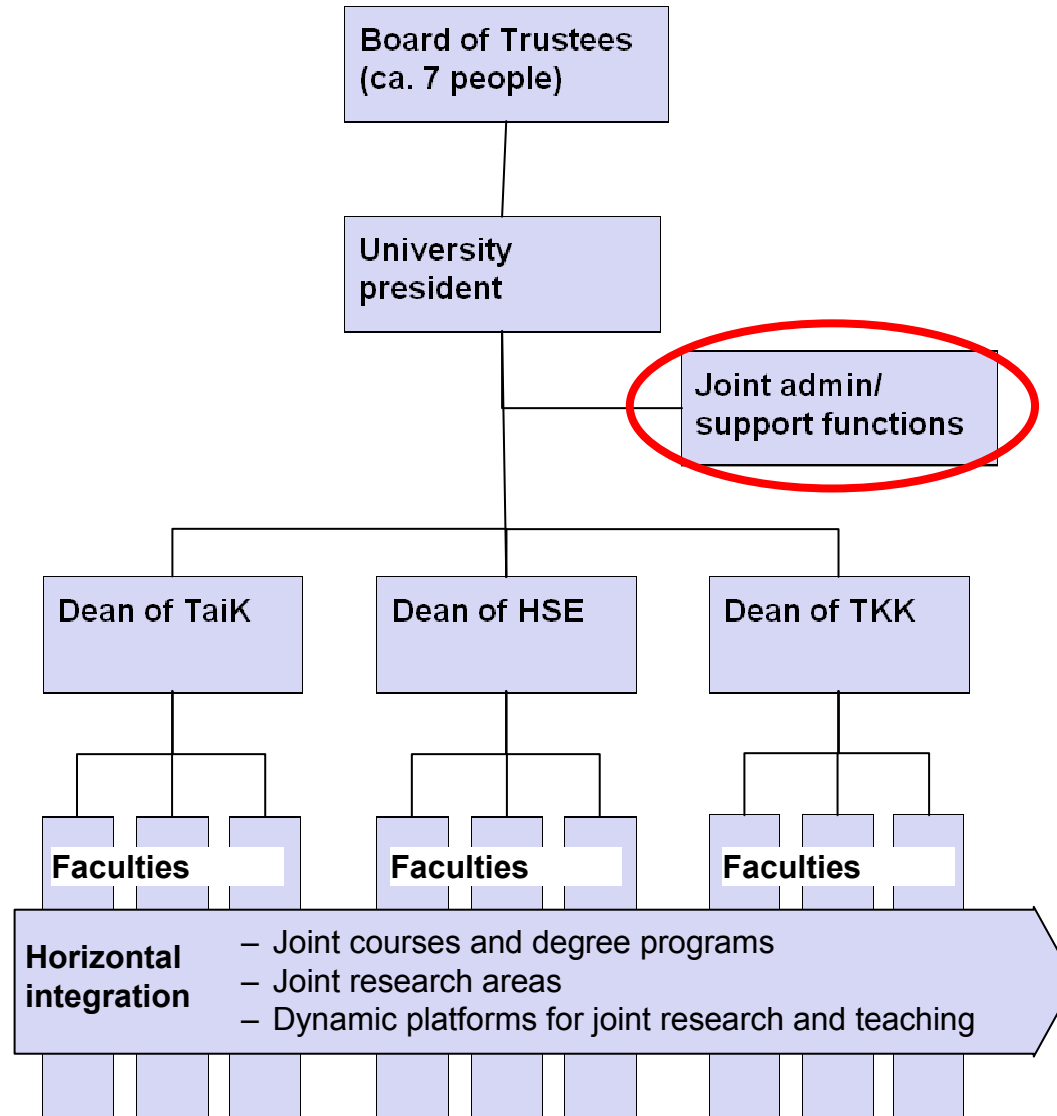 Board of Trustees
(ca. 7 people)
University
president
Joint admin/
support functions
Dean of TaiK
Dean of HSE
Dean of TKK
Faculties
Faculties
Faculties
Horizontal
integration
– Joint courses and degree programs
– Joint research areas
– Dynamic platforms for joint research and teaching